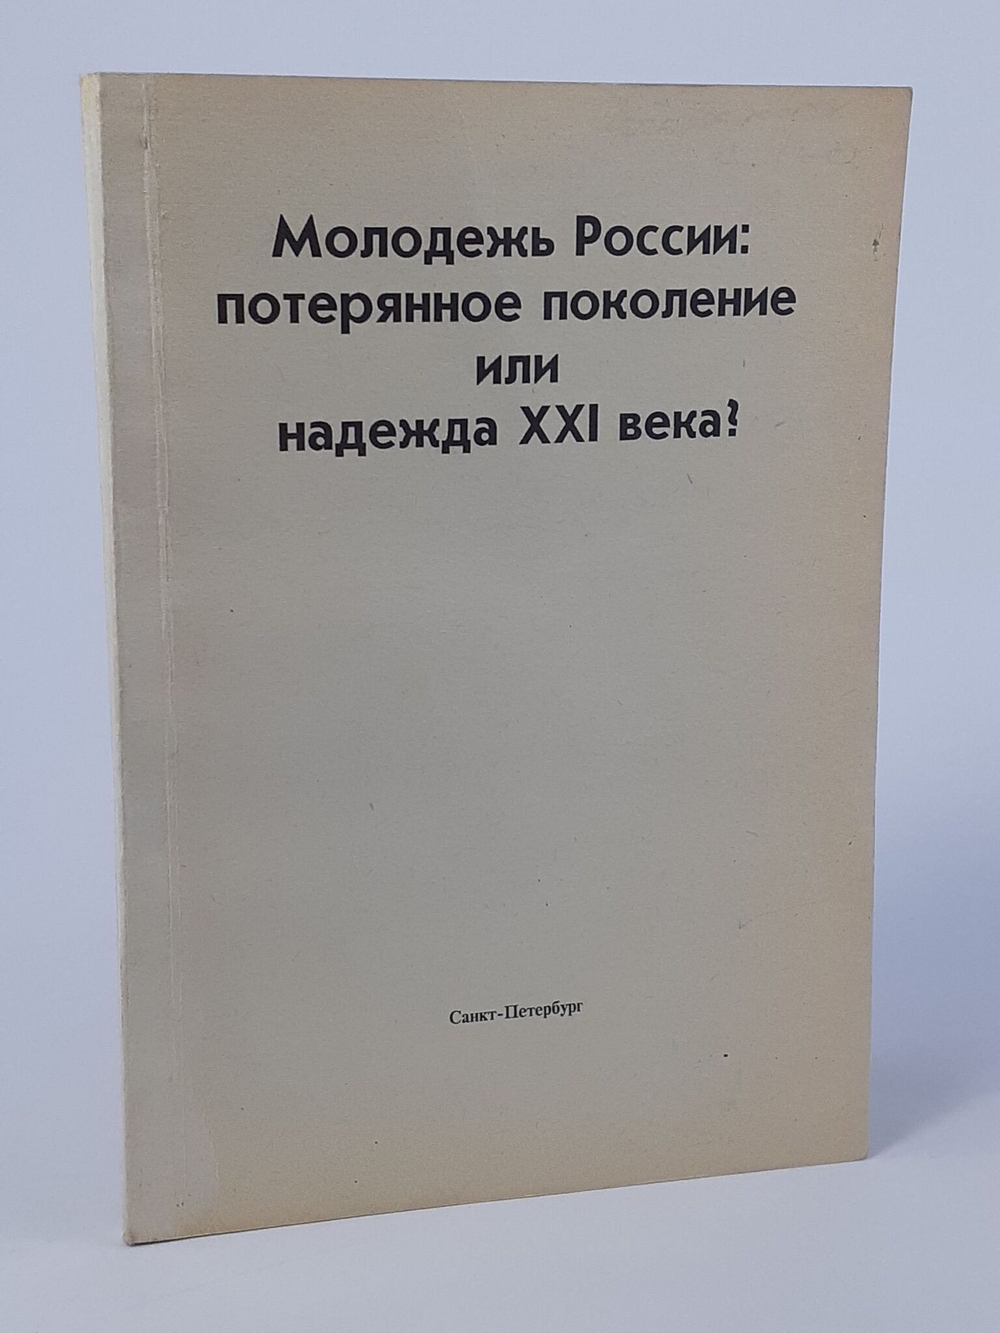 Молодежь России:
потерянное поколение
или
надежда XXI века?
Санкт-Петербург